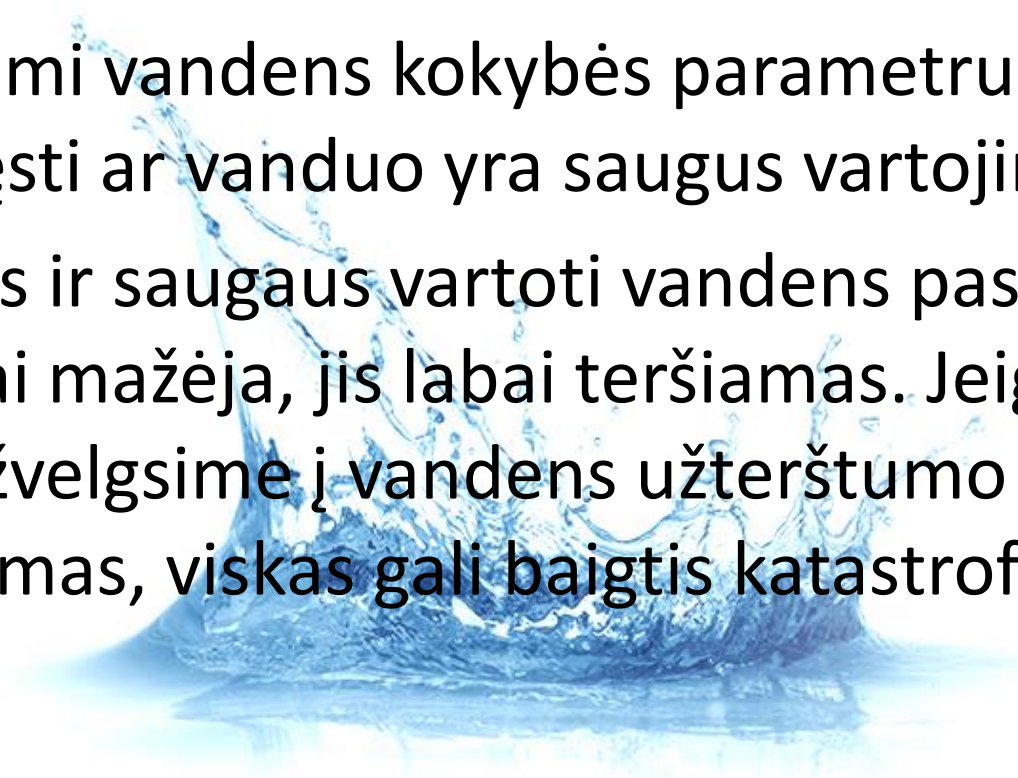 mi vandens kokybės parametru
ęsti ar vanduo yra saugus vartojim
s ir saugaus vartoti vandens pas
ai mažėja, jis labai teršiamas. Jeig
žvelgsime į vandens užterštumo
mas, viskas gali baigtis katastrof